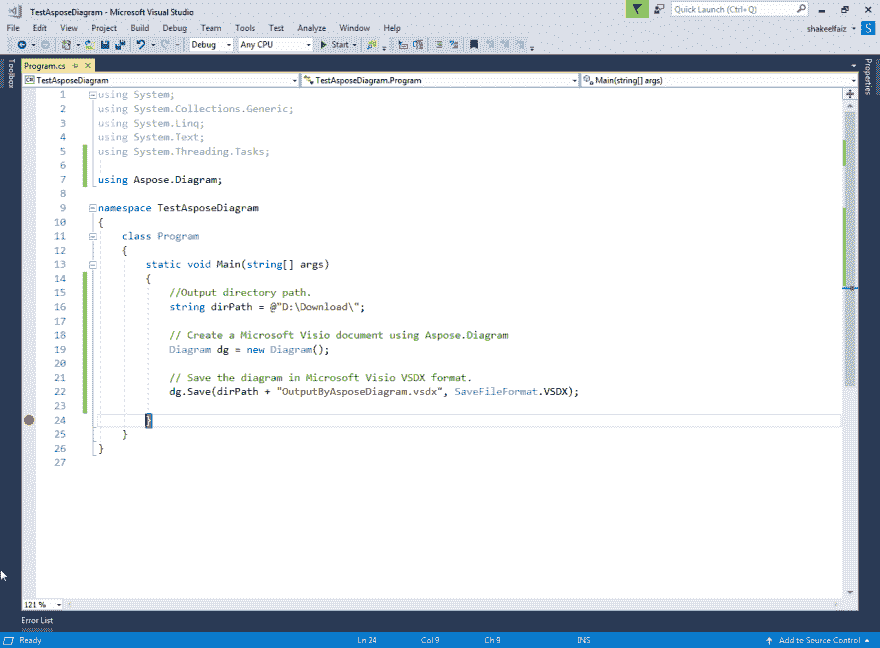 TestAsposeDiagram - Microsoft Visual Studio
Quick Launch (Ctrl+Q)
File Edit View Project Build Debug Team Tools Test Analyze Window Help
shakeelfaiz S
Debug Any CPU Start
Toolbox
Program.cs
Properties
TestAsposeDiagram TestAsposeDiagram.Program Main(string[] args)
1 using System;
2 using System.Collections.Generic;
3 using System.Linq;
4 using System.Text;
5 using System.Threading.Tasks;
6
7 using Aspose.Diagram;
8
9 namespace TestAsposeDiagram
10 {
11 class Program
12 {
13 static void Main(string[] args)
14 {
15 //Output directory path.
16 string dirPath = @"D:\Download\";
17
18 // Create a Microsoft Visio document using Aspose.Diagram
19 Diagram dg = new Diagram();
20
21 // Save the diagram in Microsoft Visio VSDX format.
22 dg.Save(dirPath + "OutputByAsposeDiagram.vsdx", SaveFileFormat.VSDX);
23
24 }
25 }
26 }
27
121 %
Error List
Ready Ln 24 Col 9 Ch 9 INS Add to Source Control